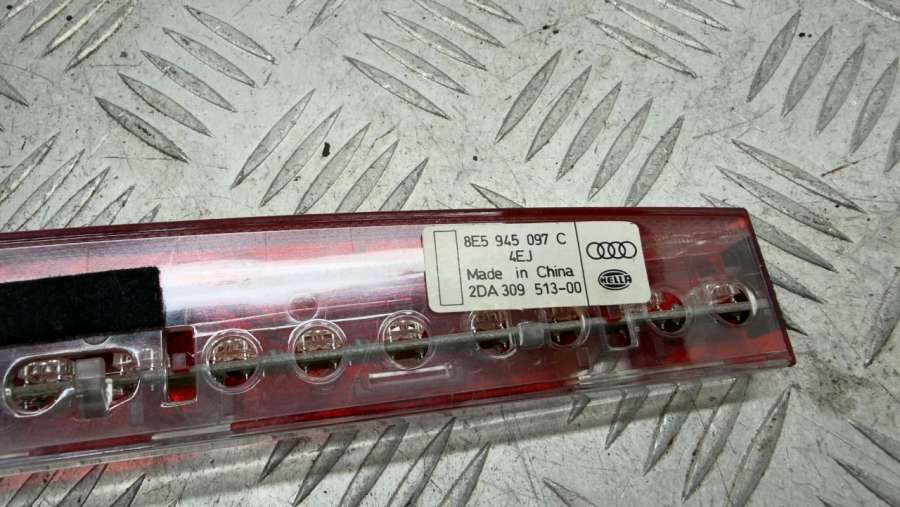 8E5 945 097 C
4EJ
Made in China
2DA 309 513-00
HELLA